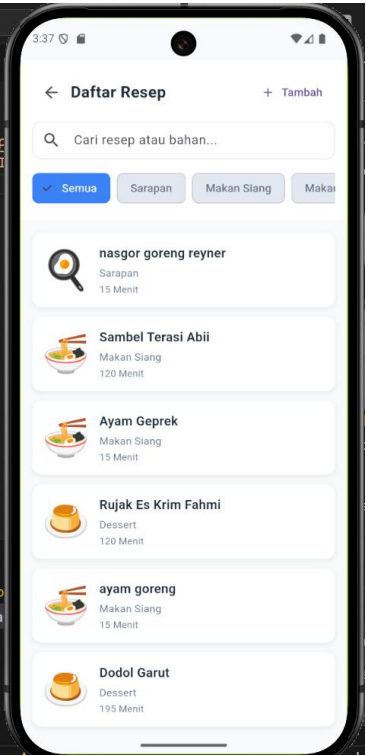 3:37
Daftar Resep
+ Tambah
Cari resep atau bahan...
Semua
Sarapan
Makan Siang
Makan
nasgor goreng reyner
Sarapan
15 Menit
Sambel Terasi Abii
Makan Siang
120 Menit
Ayam Geprek
Makan Siang
15 Menit
Rujak Es Krim Fahmi
Dessert
120 Menit
ayam goreng
Makan Siang
15 Menit
Dodol Garut
Dessert
195 Menit